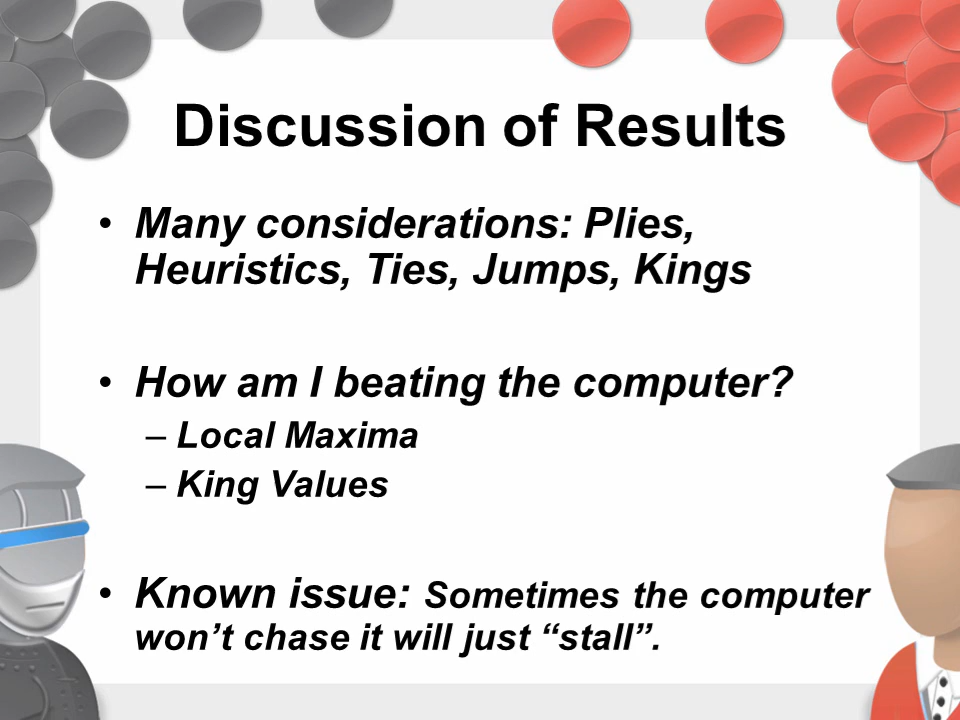 Discussion of Results
• Many considerations: Plies,
Heuristics, Ties, Jumps, Kings
• How am I beating the computer?
– Local Maxima
– King Values
• Known issue: Sometimes the computer
won’t chase it will just “stall”.